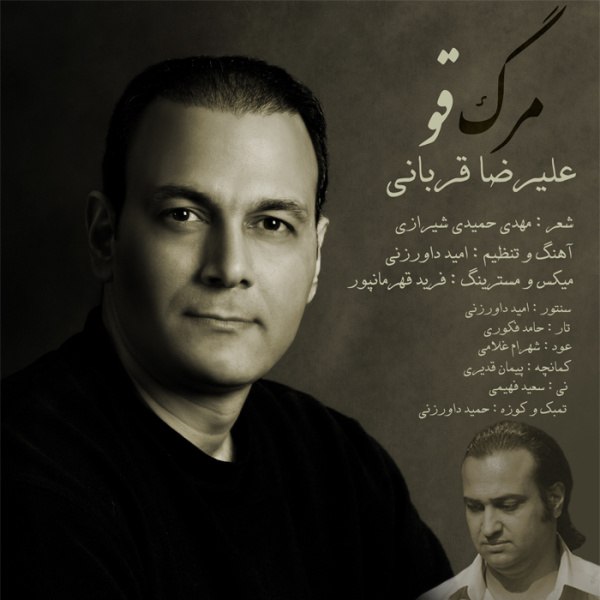 مرگ قو
علیرضا قربانی
شعر : مهدی حمیدی شیرازی
آهنگ و تنظیم : امید داورزنی
میکس و مسترینگ : فرید قهرمانپور
سنتور : امید داورزنی
تار : حامد فکوری
عود : شهرام غلامی
کمانچه : پیمان قدیری
نی : سعید فهیمی
تمبک و کوزه : حمید داورزنی